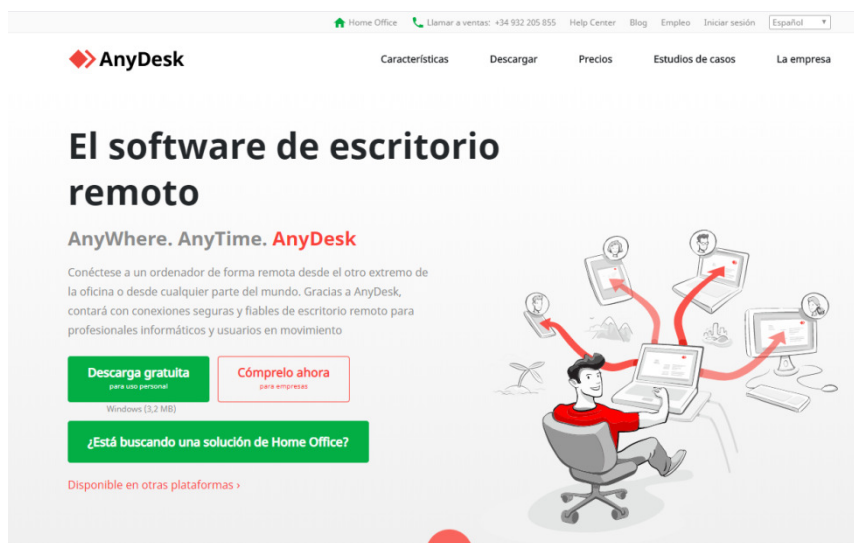 Home Office Llamar a ventas: +34 932 205 855 Help Center Blog Empleo Iniciar sesión Español
AnyDesk Características Descargar Precios Estudios de casos La empresa
El software de escritorio
remoto
AnyWhere. AnyTime. AnyDesk
Conéctese a un ordenador de forma remota desde el otro extremo de
la oficina o desde cualquier parte del mundo. Gracias a AnyDesk,
contará con conexiones seguras y fiables de escritorio remoto para
profesionales informáticos y usuarios en movimiento
Descarga gratuita Cómprelo ahora
para uso personal para empresas
Windows (3,2 MB)
¿Está buscando una solución de Home Office?
Disponible en otras plataformas ›